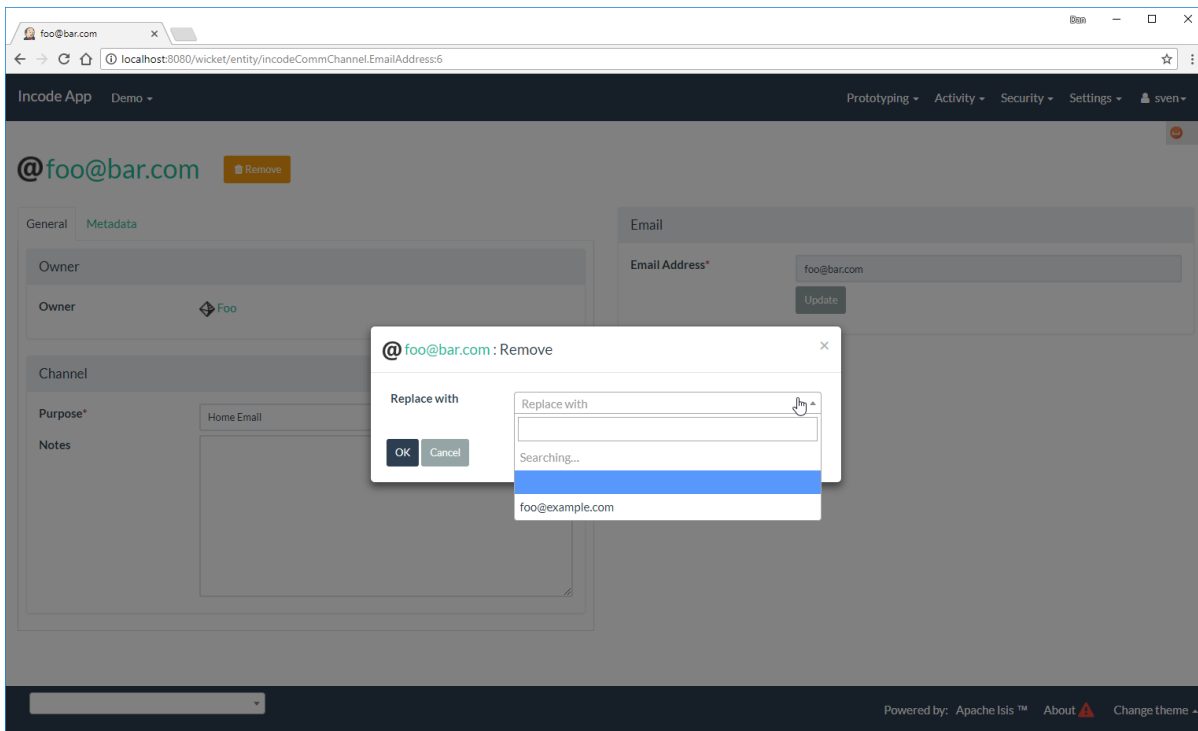 foo@bar.com
Dan
localhost:8080/wicket/entity/incodeCommChannel.EmailAddress:6
Incode App Demo Prototyping Activity Security Settings sven
@foo@bar.com Remove
General Metadata
Owner
Owner Foo
Channel
Purpose* Home Email
Notes
Email
Email Address* foo@bar.com
Update
@foo@bar.com : Remove
Replace with Replace with
Searching...
foo@example.com
OK Cancel
Powered by: Apache Isis ™ About Change theme